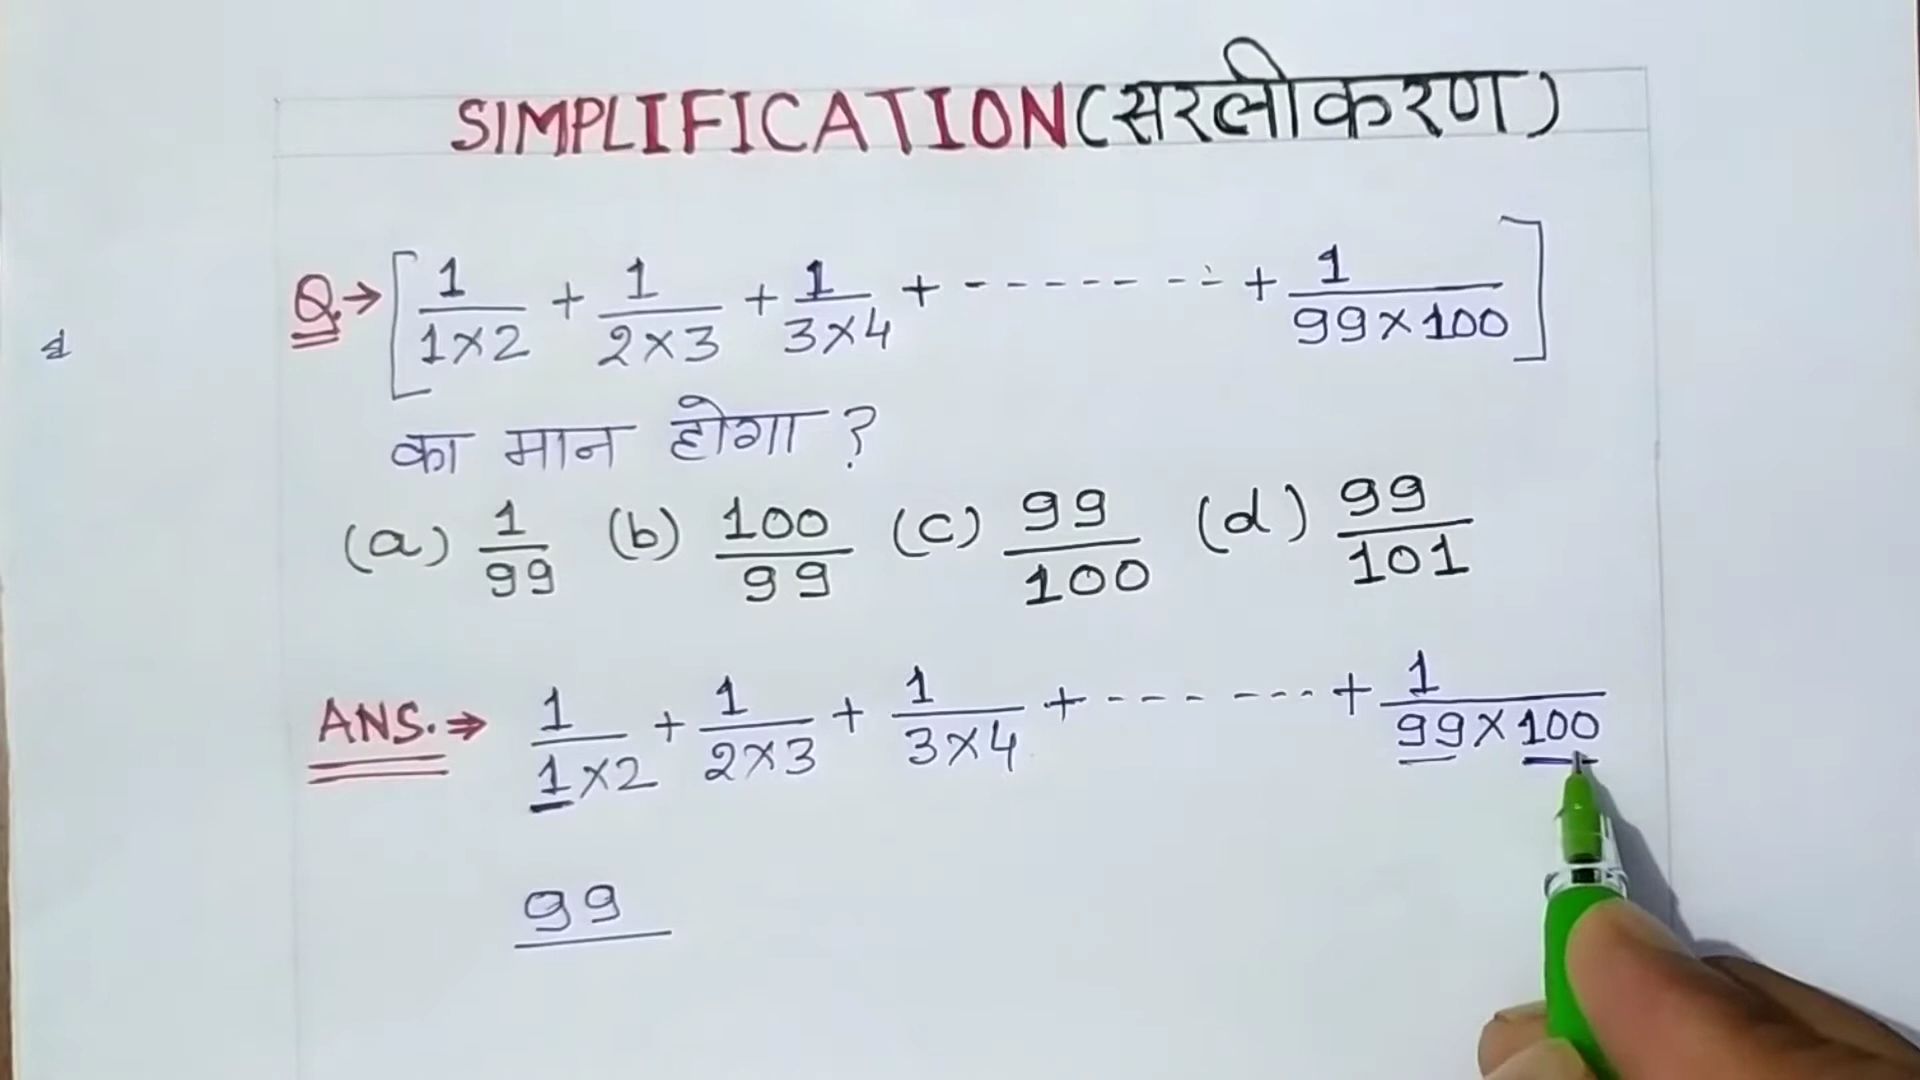 SIMPLIFICATION(सरलीकरण)
Q.→ [1/1×2 + 1/2×3 + 1/3×4 + ------- + 1/99×100]
का मान होगा ?
(a) 1/99 (b) 100/99 (c) 99/100 (d) 99/101
ANS.⇒ 1/1×2 + 1/2×3 + 1/3×4 + ------ + 1/99×100
99